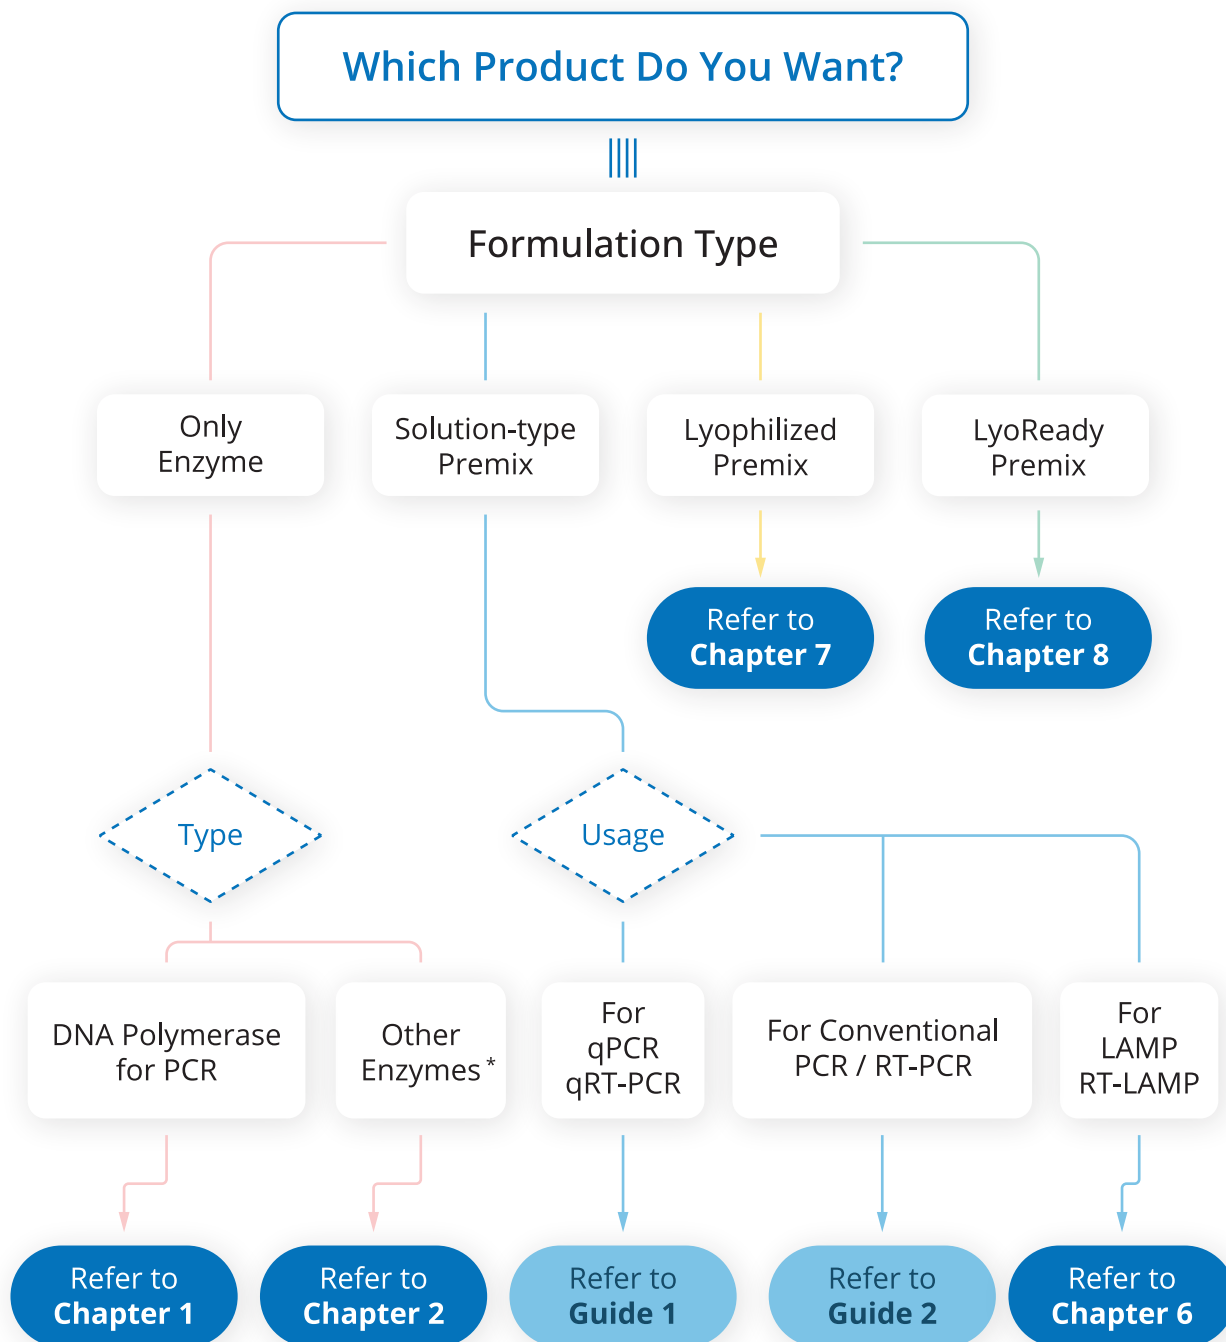 Which Product Do You Want?
Formulation Type
Only
Enzyme
Solution-type
Premix
Lyophilized
Premix
LyoReady
Premix
Refer to
Chapter 7
Refer to
Chapter 8
Type
Usage
DNA Polymerase
for PCR
Other
Enzymes*
For
qPCR
qRT-PCR
For Conventional
PCR / RT-PCR
For
LAMP
RT-LAMP
Refer to
Chapter 1
Refer to
Chapter 2
Refer to
Guide 1
Refer to
Guide 2
Refer to
Chapter 6